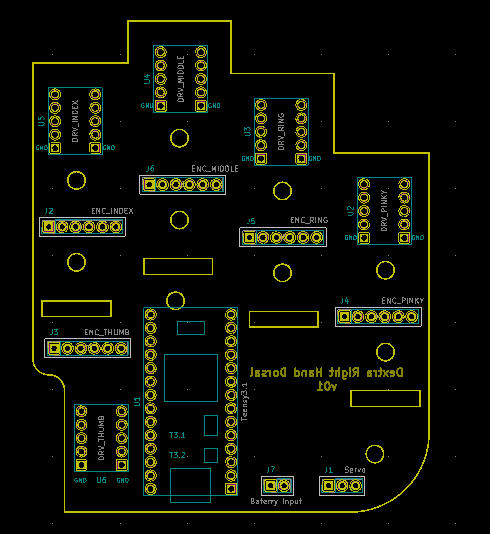 U4
DRV_MIDDLE
GND
GND
U5
DRV_INDEX
GND
GND
U3
DRV_RING
GND
GND
J6
ENC_MIDDLE
U2
DRV_PINKY
GND
GND
J2
ENC_INDEX
J5
ENC_RING
J4
ENC_PINKY
J3
ENC_THUMB
Dextra Right Hand Dorsal
v01
U1
Teensy3.1
T3.1
T3.2
DRV_THUMB
GND
U6
GND
J7
Baterry Input
J1
Servo